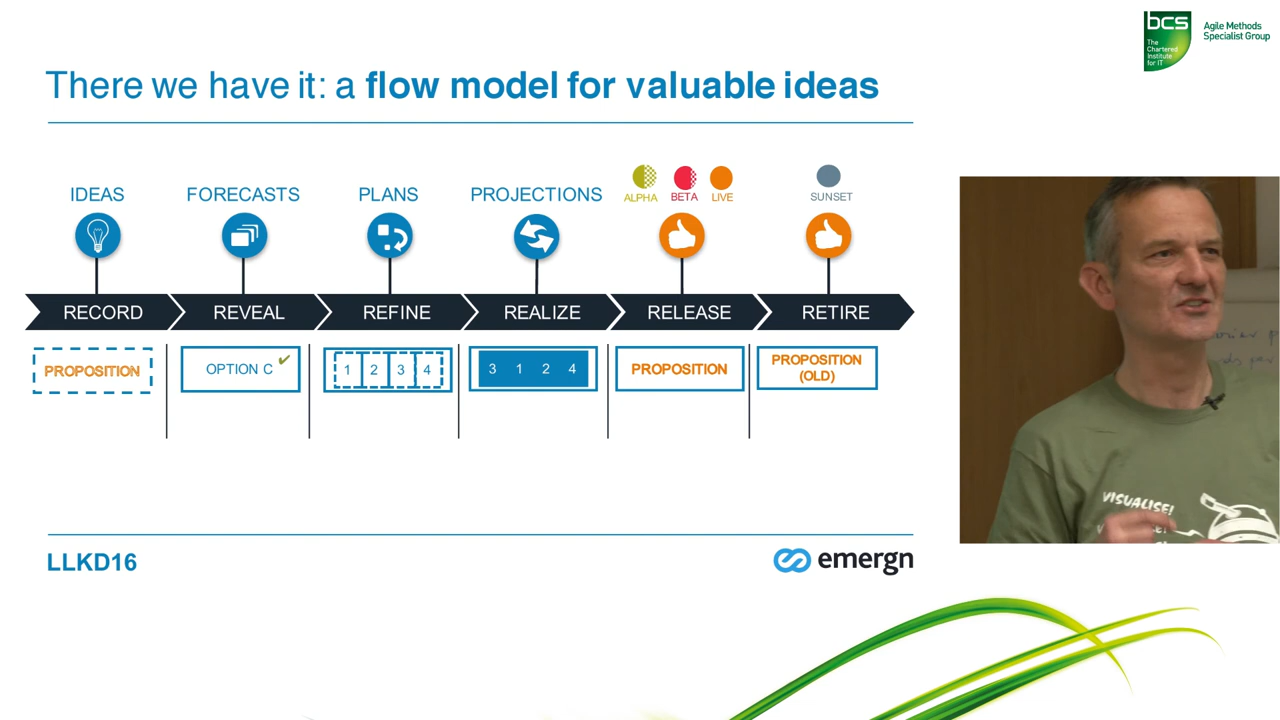 bcs
The
Chartered
Institute
for IT
Agile Methods
Specialist Group
There we have it: a flow model for valuable ideas
IDEAS
FORECASTS
PLANS
PROJECTIONS
ALPHA
BETA
LIVE
SUNSET
RECORD
REVEAL
REFINE
REALIZE
RELEASE
RETIRE
PROPOSITION
OPTION C
1 2 3 4
3 1 2 4
PROPOSITION
PROPOSITION
(OLD)
VISUALISE!
LLKD16
emergn